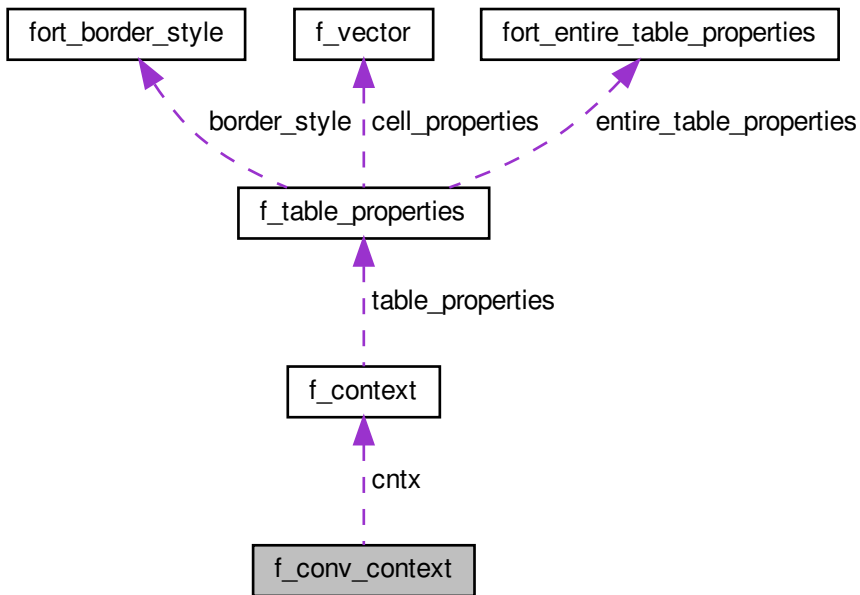 fort_border_style
f_vector
fort_entire_table_properties
border_style
cell_properties
entire_table_properties
f_table_properties
table_properties
f_context
cntx
f_conv_context